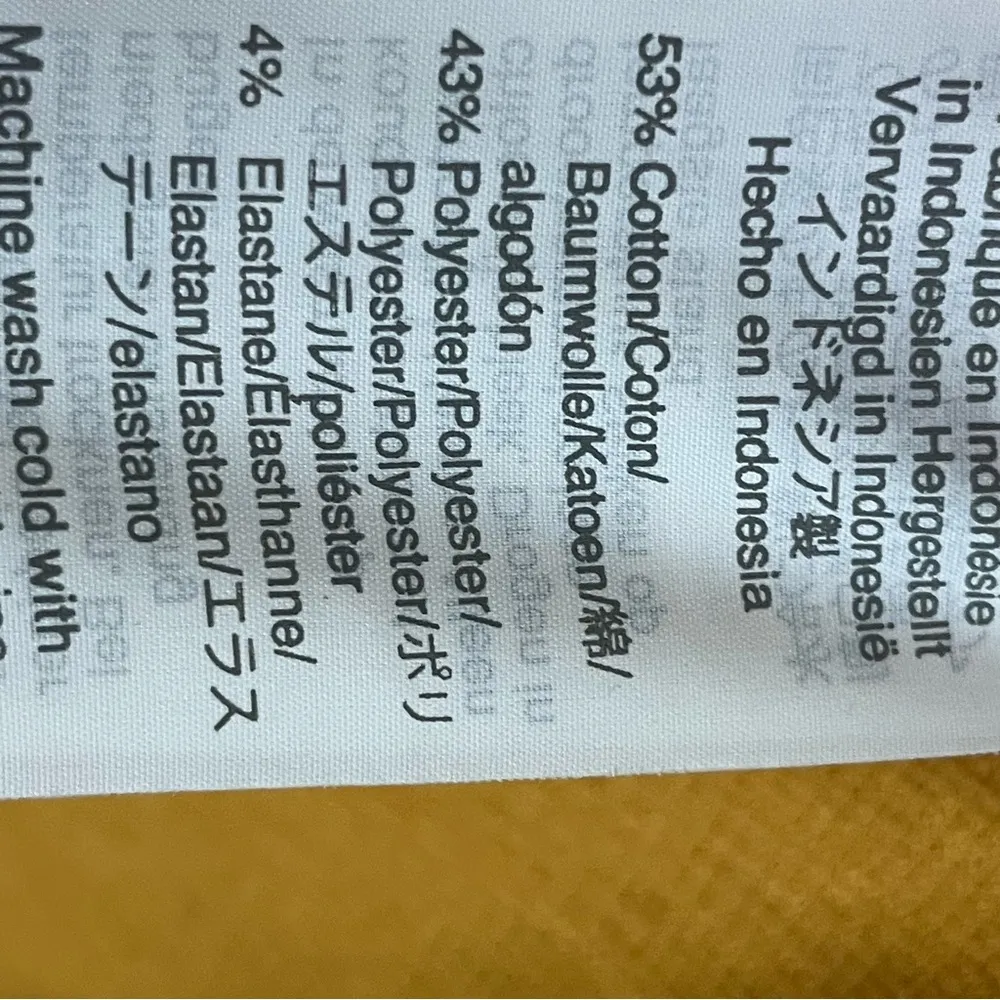 en Indonésie
in Indonesien Hergestellt
Vervaardigd in Indonesië
インドネシア製
Hecho en Indonesia
53% Cotton/Coton/
Baumwolle/Katoen/綿/
algodón
43% Polyester/Polyester/
Polyester/Polyester/ポリ
エステル/poliéster
4% Elastane/Élasthanne/
Elastan/Elastaan/エラス
テーン/elastano
Machine wash cold with